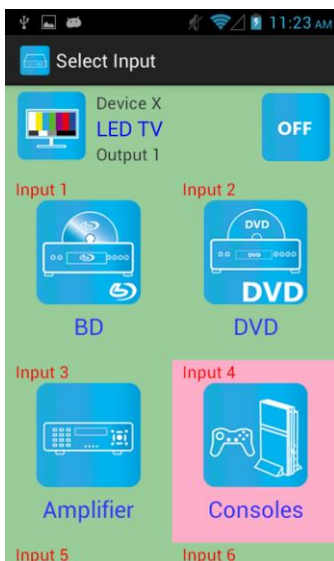 11:23 AM
Select Input
Device X
LED TV
Output 1
OFF
Input 1
Input 2
BD
DVD
DVD
DVD
Input 3
Input 4
Amplifier
Consoles
Input 5
Input 6